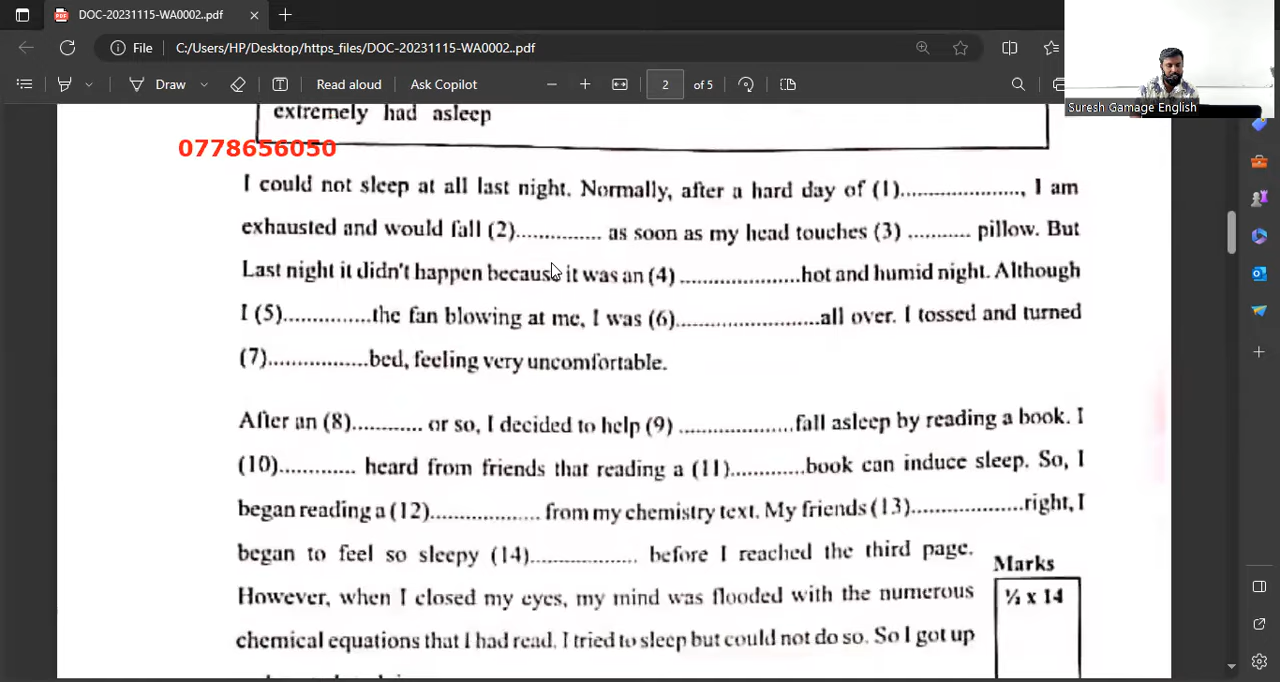 DOC-20231115-WA0002..pdf
File C:/Users/HP/Desktop/https_files/DOC-20231115-WA0002..pdf
Draw Read aloud Ask Copilot 2 of 5
Suresh Gamage English
extremely had asleep
0778656050
I could not sleep at all last night. Normally, after a hard day of (1)...................., I am
exhausted and would fall (2).............. as soon as my head touches (3) ........... pillow. But
Last night it didn't happen because it was an (4) ....................hot and humid night. Although
I (5)..............the fan blowing at me, I was (6).......................all over. I tossed and turned
(7).................bed, feeling very uncomfortable.
After an (8)............ or so, I decided to help (9) ...................fall asleep by reading a book. I
(10)............. heard from friends that reading a (11).............book can induce sleep. So, I
began reading a (12).................. from my chemistry text. My friends (13)...................right, I
began to feel so sleepy (14)................. before I reached the third page.
Marks
However, when I closed my eyes, my mind was flooded with the numerous
½ x 14
chemical equations that I had read. I tried to sleep but could not do so. So I got up